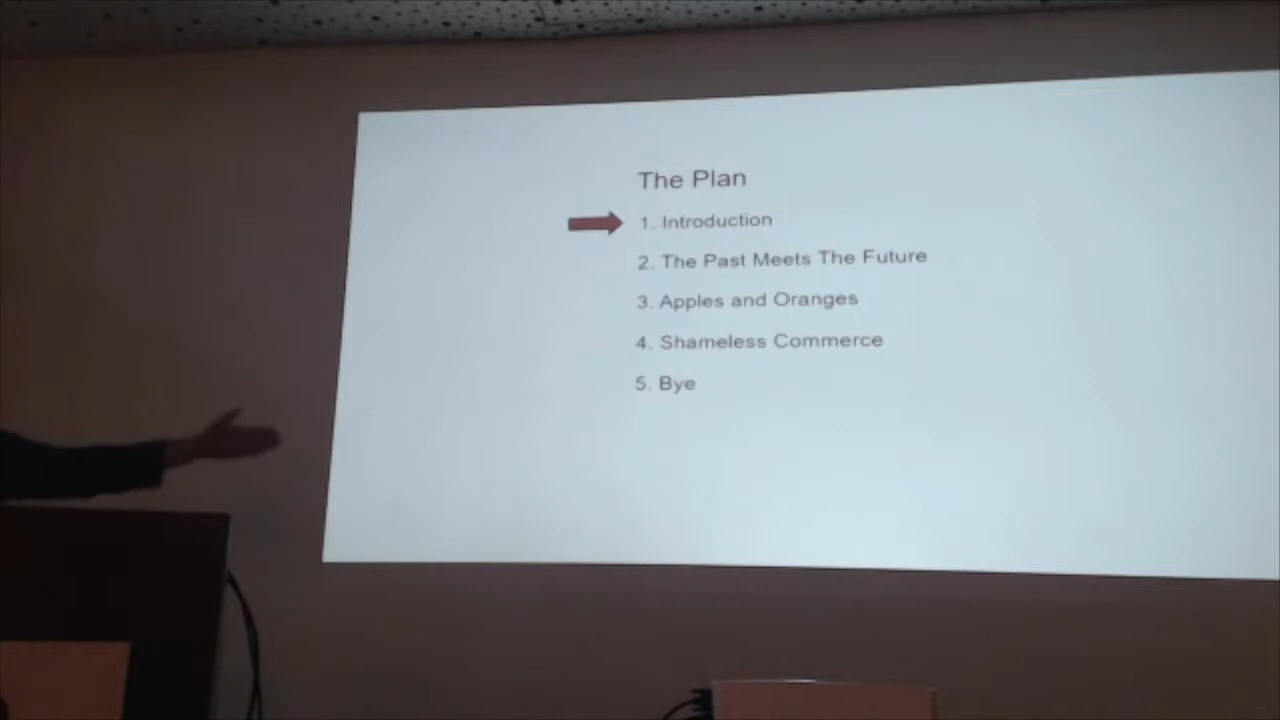 The Plan
1. Introduction
2. The Past Meets The Future
3. Apples and Oranges
4. Shameless Commerce
5. Bye